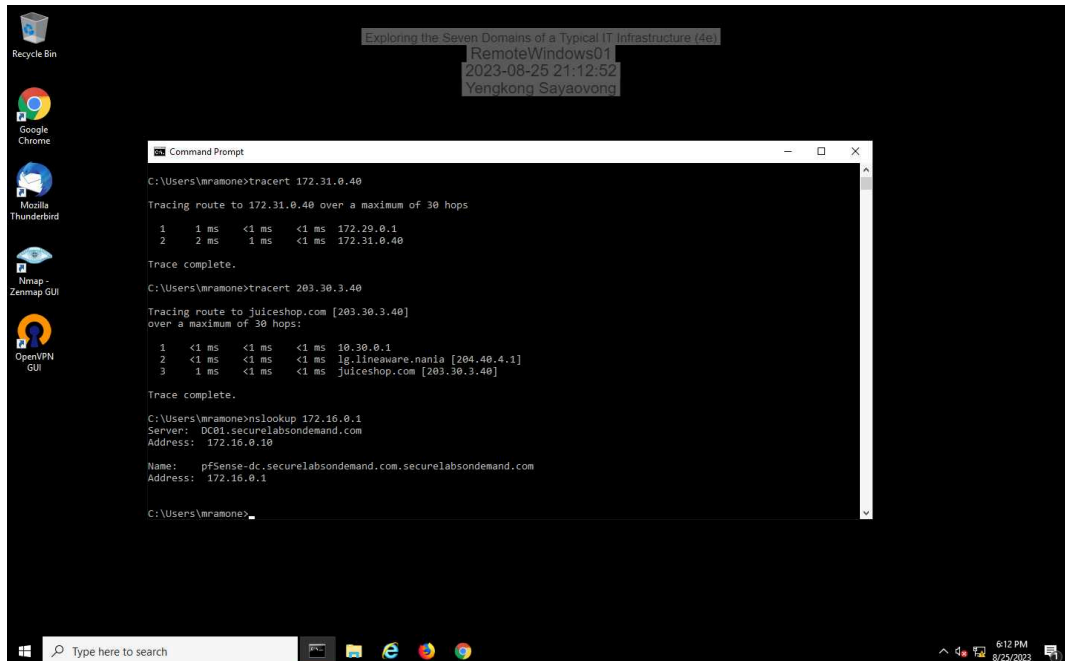 Exploring the Seven Domains of a Typical IT Infrastructure (4e)
RemoteWindows01
2023-08-25 21:12:52
Yengkong Sayaovong
Recycle Bin
Google
Chrome
Mozilla
Thunderbird
Nmap -
Zenmap GUI
OpenVPN
GUI
Command Prompt
C:\Users\mramone>tracert 172.31.0.40
Tracing route to 172.31.0.40 over a maximum of 30 hops
1 1 ms <1 ms <1 ms 172.29.0.1
2 2 ms 1 ms <1 ms 172.31.0.40
Trace complete.
C:\Users\mramone>tracert 203.30.3.40
Tracing route to juiceshop.com [203.30.3.40]
over a maximum of 30 hops:
1 <1 ms <1 ms <1 ms 10.30.0.1
2 <1 ms <1 ms <1 ms lg.lineaware.nania [204.40.4.1]
3 1 ms <1 ms <1 ms juiceshop.com [203.30.3.40]
Trace complete.
C:\Users\mramone>nslookup 172.16.0.1
Server: DC01.securelabsondemand.com
Address: 172.16.0.10
Name: pfSense-dc.securelabsondemand.com.securelabsondemand.com
Address: 172.16.0.1
C:\Users\mramone>
Type here to search
6:12 PM
8/25/2023
1